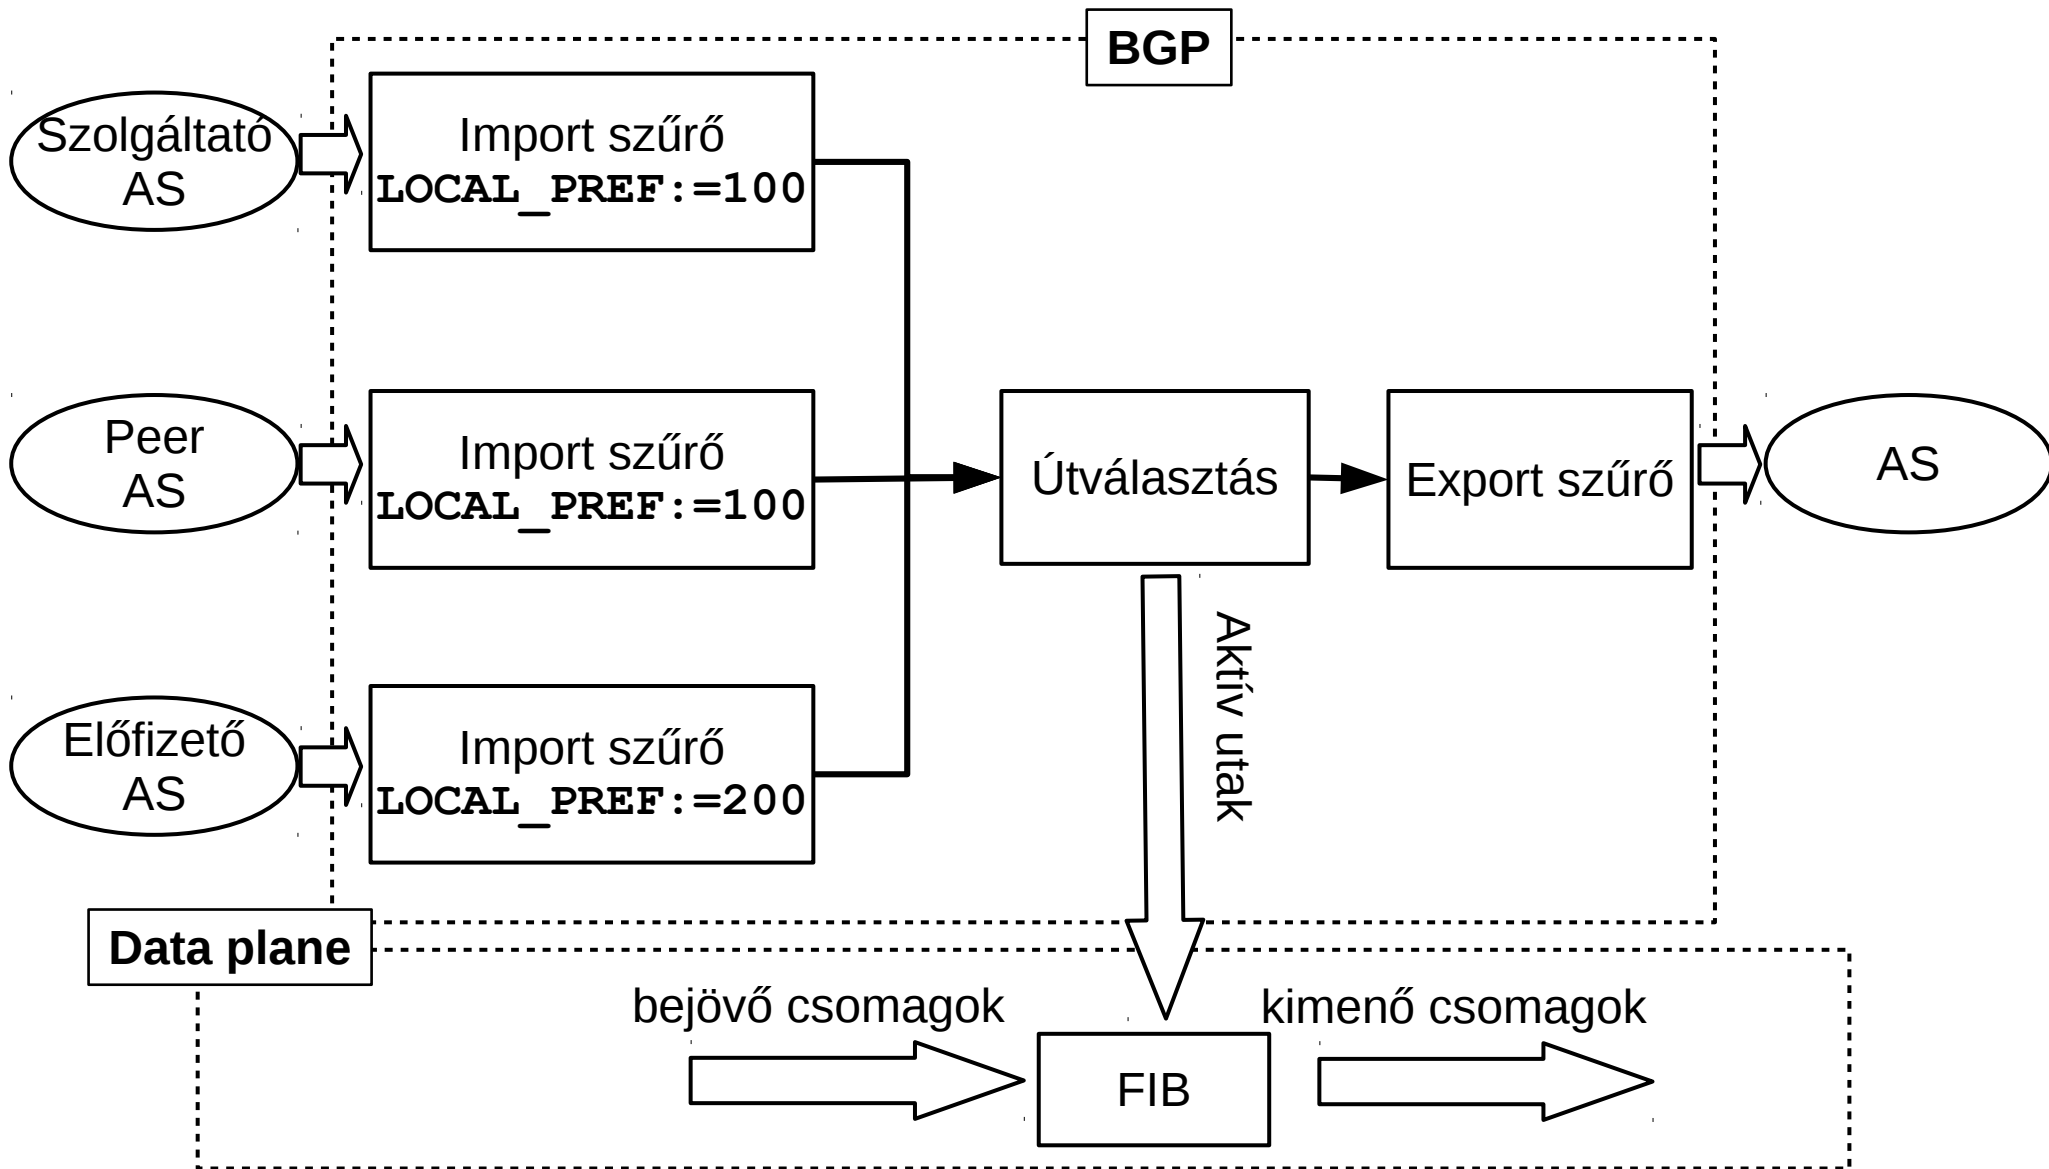 BGP
Szolgáltató
AS
Import szűrő
LOCAL_PREF:=100
Peer
AS
Import szűrő
LOCAL_PREF:=100
Útválasztás
Export szűrő
AS
Előfizető
AS
Import szűrő
LOCAL_PREF:=200
Aktív utak
Data plane
bejövő csomagok
FIB
kimenő csomagok